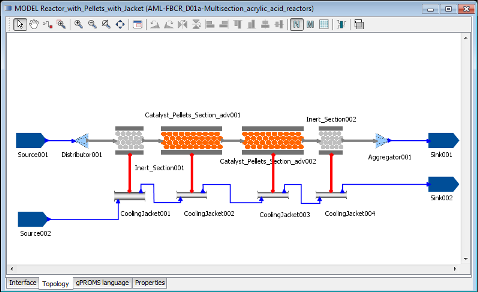 MODEL Reactor_with_Pellets_with_Jacket (AML-FBCR_D01a-Multisection_acrylic_acid_reactors)
Catalyst_Pellets_Section_adv001
Inert_Section002
Source001
Distributor001
Inert_Section001
Catalyst_Pellets_Section_adv002
Aggregator001
Sink001
Sink002
CoolingJacket001
CoolingJacket002
CoolingJacket003
CoolingJacket004
Source002
Interface
Topology
gPROMS language
Properties